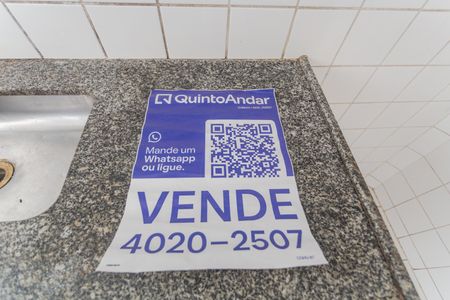 QuintoAndar
Mande um
Whatsapp
ou ligue.
VENDE
4020-2507